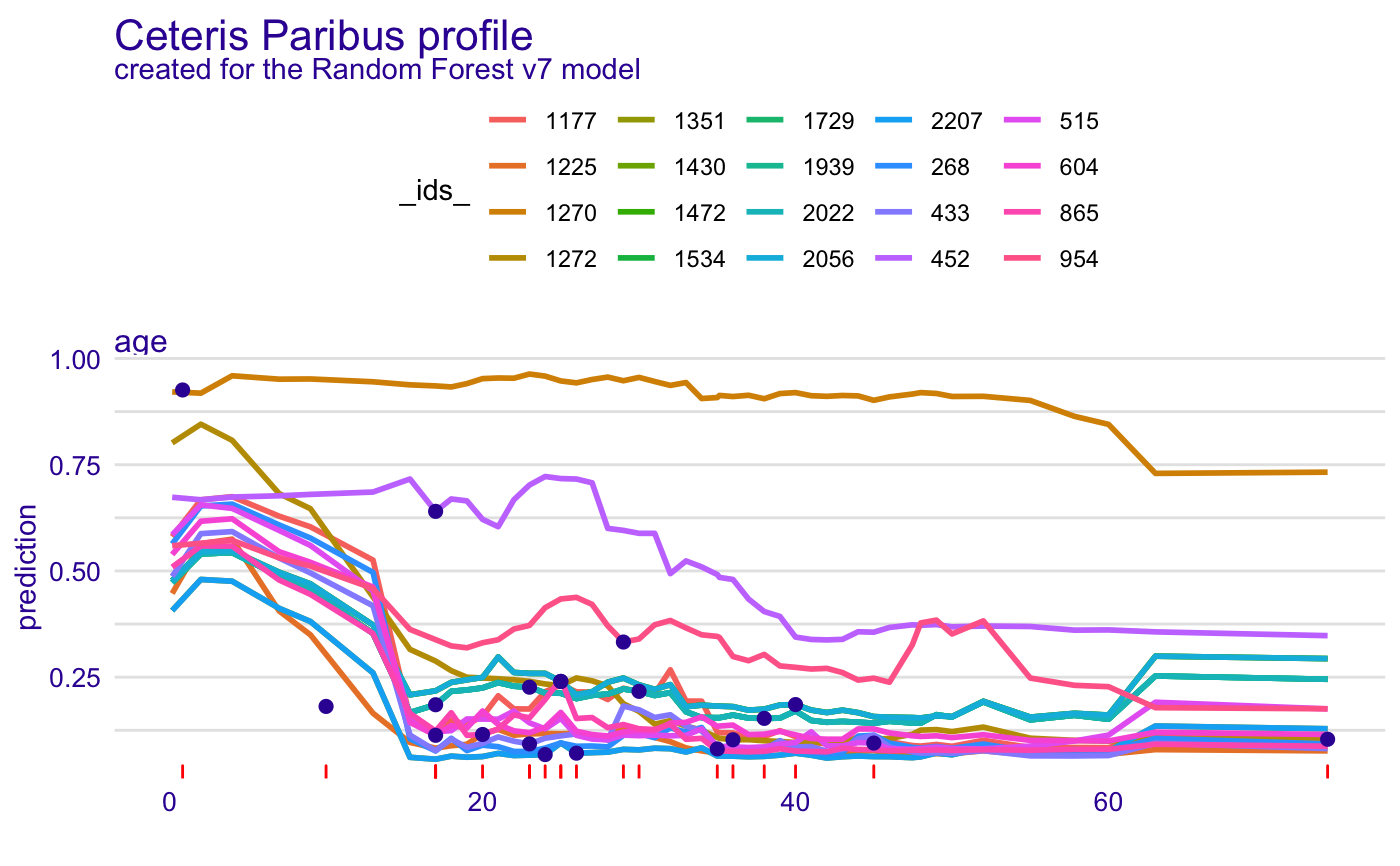 Ceteris Paribus profile
created for the Random Forest v7 model
1177 1351 1729 2207 515
1225 1430 1939 268 604
_ids_
1270 1472 2022 433 865
1272 1534 2056 452 954
age
1.00
0.75
0.50
0.25
prediction
0 20 40 60